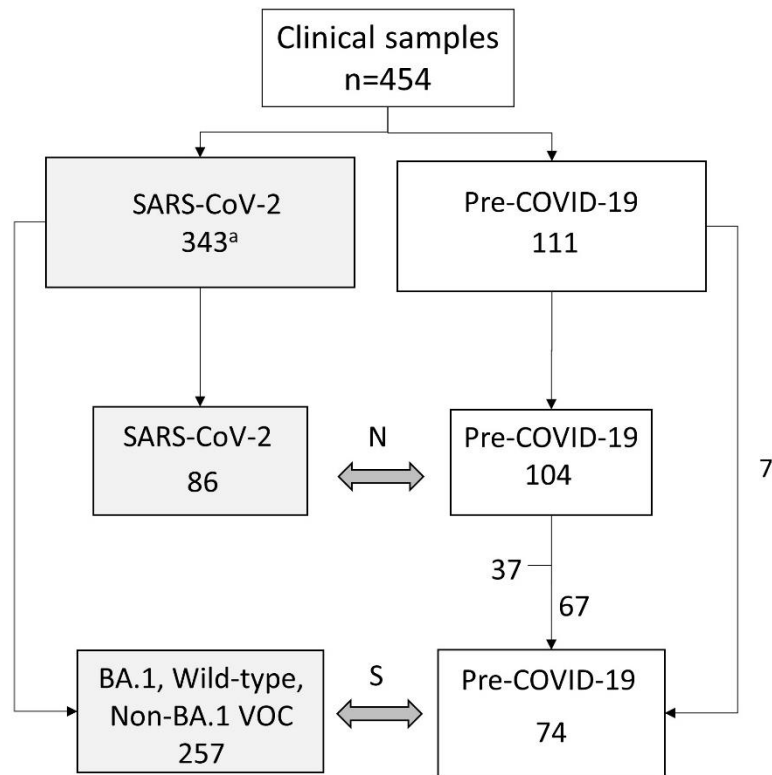 Clinical samples
n=454
SARS-CoV-2
343ᵃ
Pre-COVID-19
111
SARS-CoV-2
86
N
Pre-COVID-19
104
7
37
67
BA.1, Wild-type,
Non-BA.1 VOC
257
S
Pre-COVID-19
74